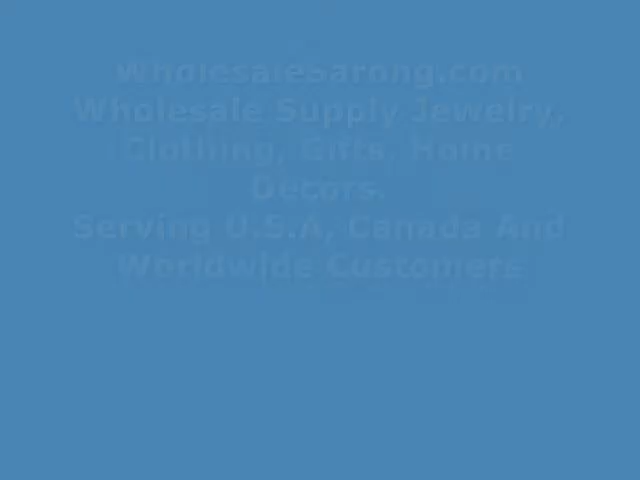 WholesaleSarong.com
Wholesale Supply Jewelry,
Clothing, Gifts, Home
Decors.
Serving U.S.A, Canada And
Worldwide Customers